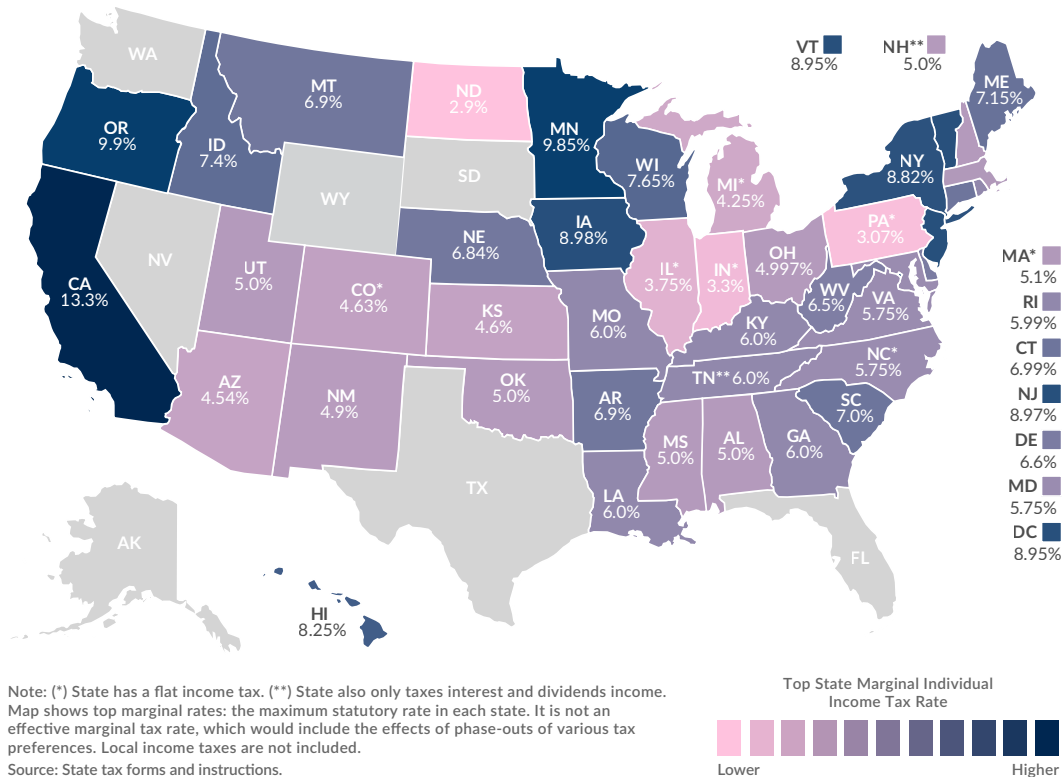 WA
MT
6.9%
ND
2.9%
VT
8.95%
NH**
5.0%
ME
7.15%
OR
9.9%
ID
7.4%
MN
9.85%
WI
7.65%
MI*
4.25%
NY
8.82%
SD
WY
IA
8.98%
PA*
3.07%
NE
6.84%
NV
UT
5.0%
CO*
4.63%
IL*
3.75%
IN*
3.3%
OH
4.997%
MA*
5.1%
CA
13.3%
KS
4.6%
MO
6.0%
WV
6.5%
VA
5.75%
RI
5.99%
KY
6.0%
CT
6.99%
NC*
5.75%
TN** 6.0%
AZ
4.54%
NM
4.9%
OK
5.0%
AR
6.9%
SC
7.0%
NJ
8.97%
MS
5.0%
AL
5.0%
GA
6.0%
DE
6.6%
TX
LA
6.0%
MD
5.75%
DC
8.95%
AK
FL
HI
8.25%
Note: (*) State has a flat income tax. (**) State also only taxes interest and dividends income.
Map shows top marginal rates: the maximum statutory rate in each state. It is not an
effective marginal tax rate, which would include the effects of phase-outs of various tax
preferences. Local income taxes are not included.
Source: State tax forms and instructions.
Top State Marginal Individual
Income Tax Rate
Lower
Higher